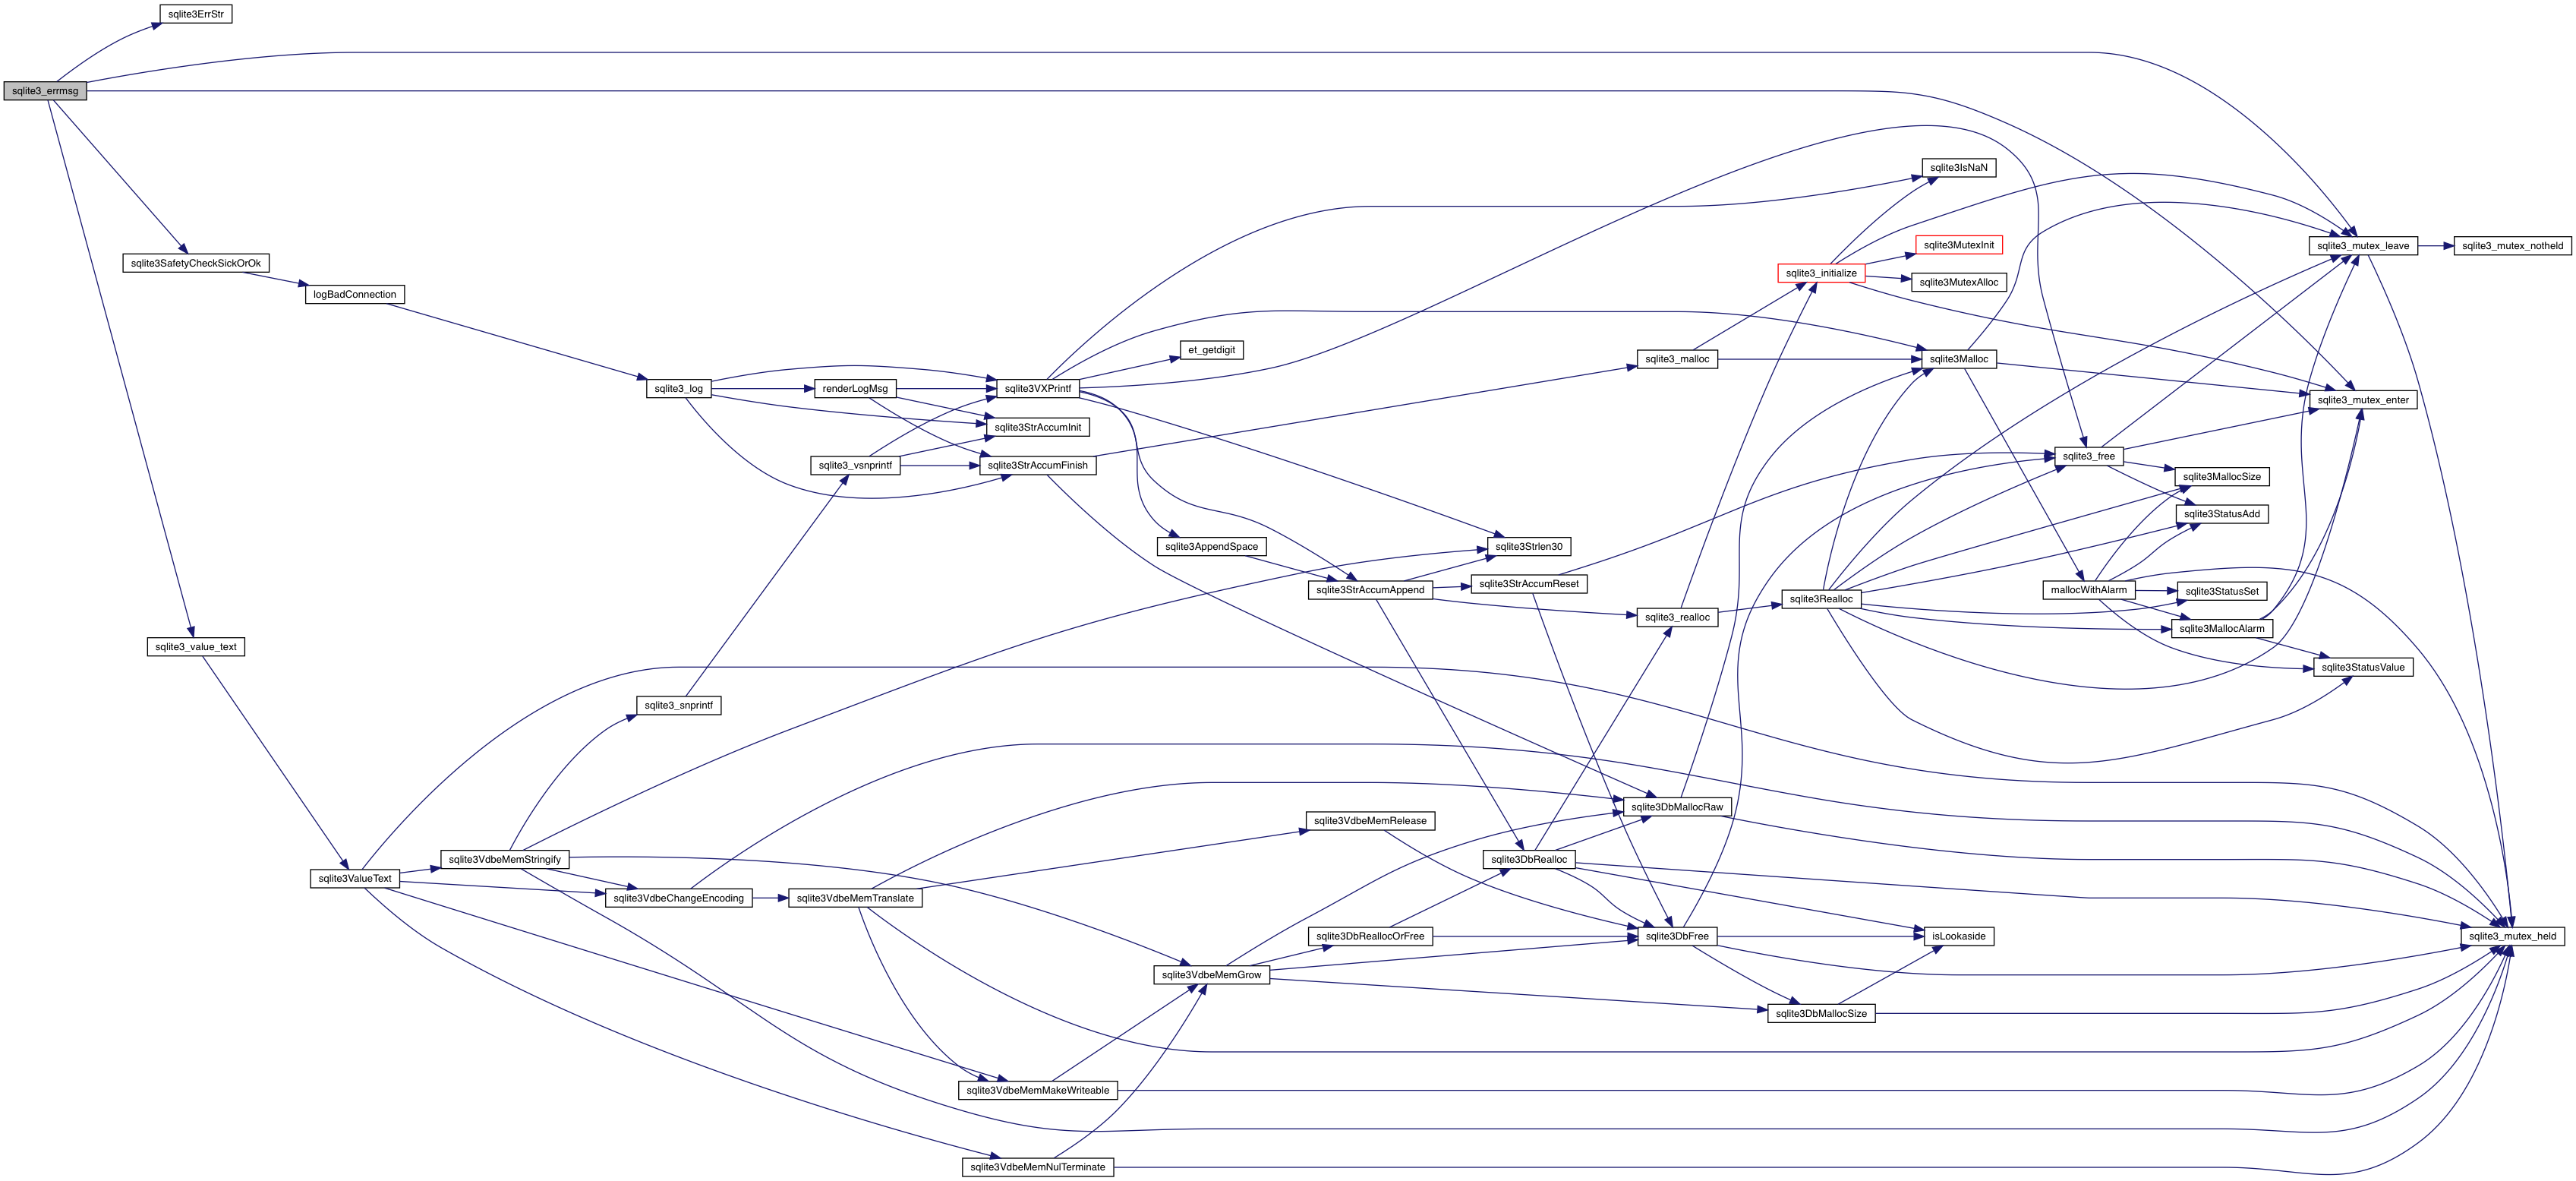 sqlite3ErrStr
sqlite3_errmsg
sqlite3IsNaN
sqlite3MutexInit
sqlite3_mutex_leave
sqlite3_mutex_notheld
sqlite3SafetyCheckSickOrOk
sqlite3_initialize
sqlite3MutexAlloc
logBadConnection
et_getdigit
sqlite3_malloc
sqlite3Malloc
sqlite3_log
renderLogMsg
sqlite3VXPrintf
sqlite3_mutex_enter
sqlite3StrAccumInit
sqlite3_free
sqlite3_vsnprintf
sqlite3StrAccumFinish
sqlite3MallocSize
sqlite3StatusAdd
sqlite3AppendSpace
sqlite3Strlen30
sqlite3StrAccumReset
sqlite3StrAccumAppend
mallocWithAlarm
sqlite3StatusSet
sqlite3Realloc
sqlite3_realloc
sqlite3MallocAlarm
sqlite3_value_text
sqlite3StatusValue
sqlite3_snprintf
sqlite3DbMallocRaw
sqlite3VdbeMemRelease
sqlite3VdbeMemStringify
sqlite3DbRealloc
sqlite3ValueText
sqlite3VdbeChangeEncoding
sqlite3VdbeMemTranslate
sqlite3DbReallocOrFree
sqlite3DbFree
isLookaside
sqlite3_mutex_held
sqlite3VdbeMemGrow
sqlite3DbMallocSize
sqlite3VdbeMemMakeWriteable
sqlite3VdbeMemNulTerminate